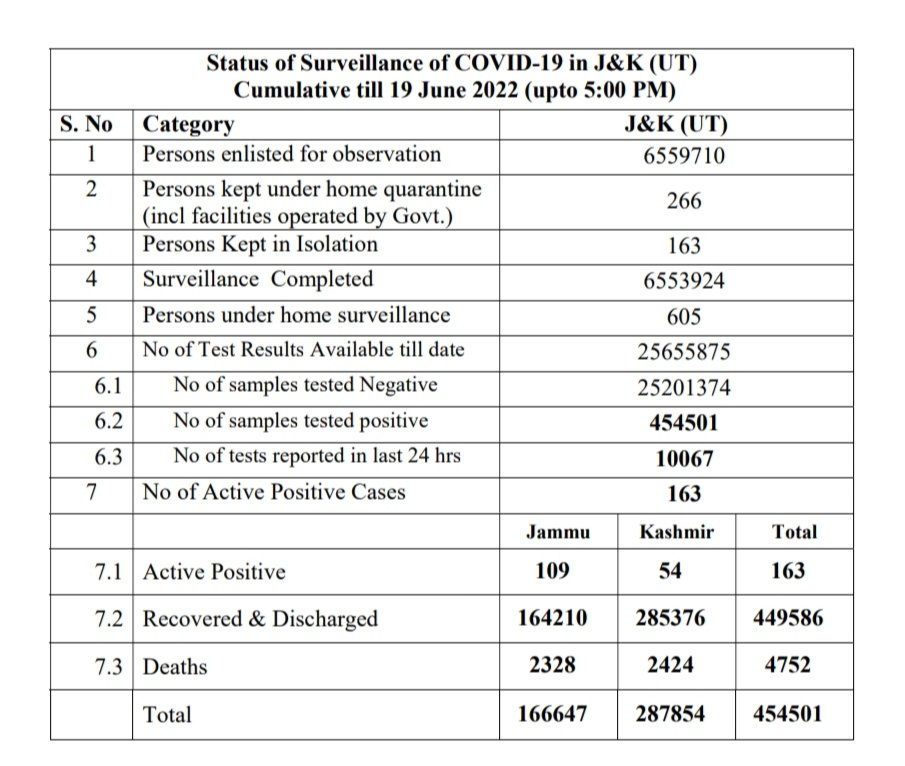 Status of Surveillance of COVID-19 in J&K (UT)
Cumulative till 19 June 2022 (upto 5:00 PM)
S. No Category J&K (UT)
1 Persons enlisted for observation 6559710
2 Persons kept under home quarantine
(incl facilities operated by Govt.) 266
3 Persons Kept in Isolation 163
4 Surveillance Completed 6553924
5 Persons under home surveillance 605
6 No of Test Results Available till date 25655875
6.1 No of samples tested Negative 25201374
6.2 No of samples tested positive 454501
6.3 No of tests reported in last 24 hrs 10067
7 No of Active Positive Cases 163
Jammu Kashmir Total
7.1 Active Positive 109 54 163
7.2 Recovered & Discharged 164210 285376 449586
7.3 Deaths 2328 2424 4752
Total 166647 287854 454501